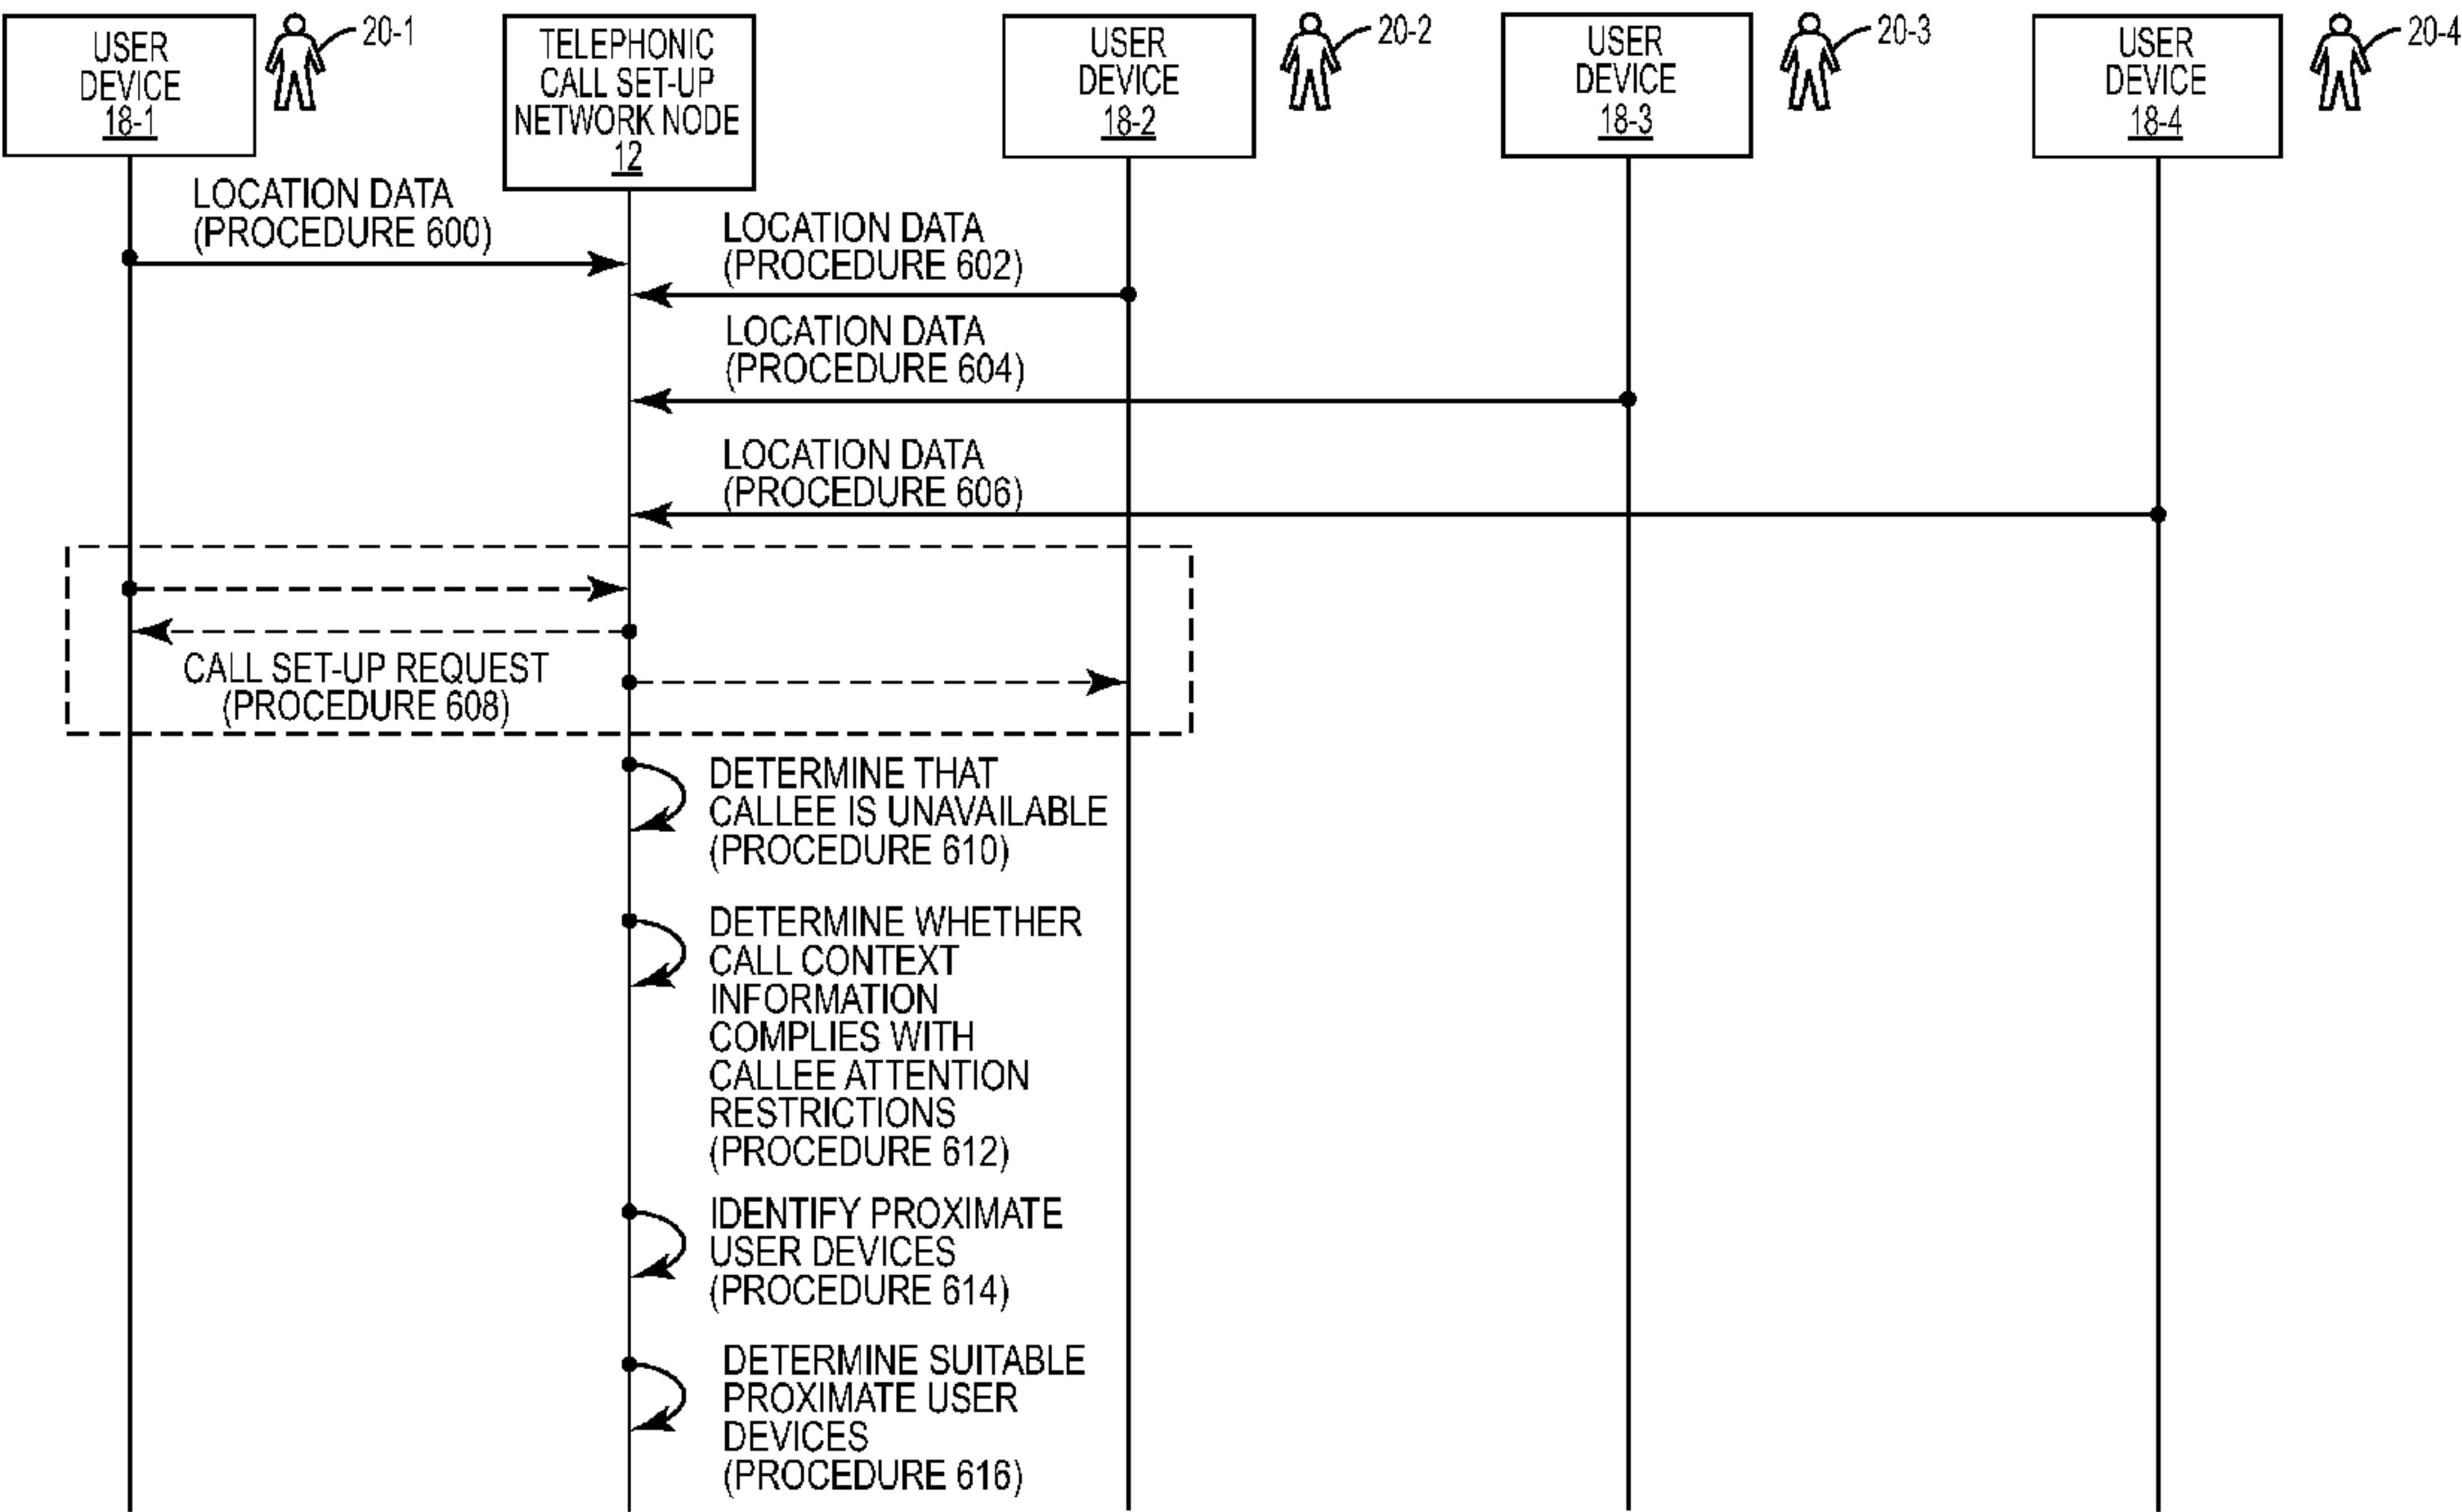 USER
DEVICE
18-1
20-1
TELEPHONIC
CALL SET-UP
NETWORK NODE
12
USER
DEVICE
18-2
20-2
USER
DEVICE
18-3
20-3
USER
DEVICE
18-4
20-4
LOCATION DATA
(PROCEDURE 600)
LOCATION DATA
(PROCEDURE 602)
LOCATION DATA
(PROCEDURE 604)
LOCATION DATA
(PROCEDURE 606)
CALL SET-UP REQUEST
(PROCEDURE 608)
DETERMINE THAT
CALLEE IS UNAVAILABLE
(PROCEDURE 610)
DETERMINE WHETHER
CALL CONTEXT
INFORMATION
COMPLIES WITH
CALLEE ATTENTION
RESTRICTIONS
(PROCEDURE 612)
IDENTIFY PROXIMATE
USER DEVICES
(PROCEDURE 614)
DETERMINE SUITABLE
PROXIMATE USER
DEVICES
(PROCEDURE 616)